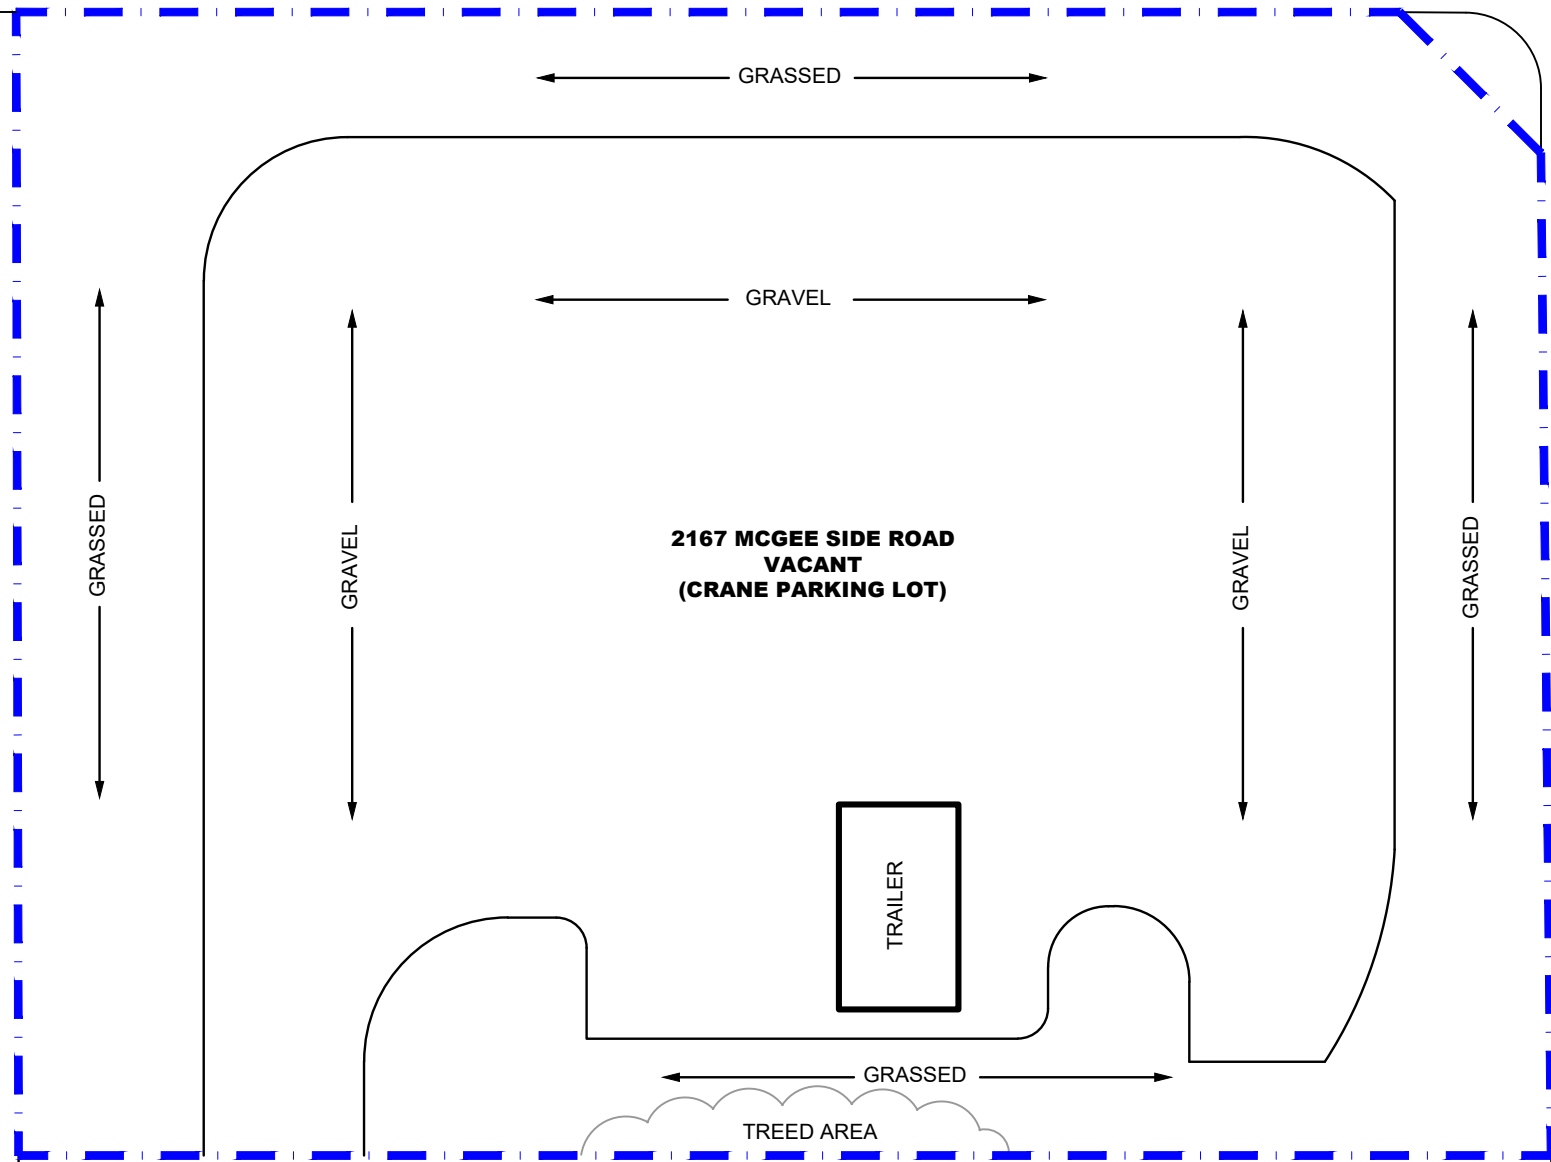 GRASSED
GRAVEL
GRASSED
GRAVEL
2167 MCGEE SIDE ROAD
VACANT
(CRANE PARKING LOT)
GRAVEL
GRASSED
TRAILER
GRASSED
TREED AREA